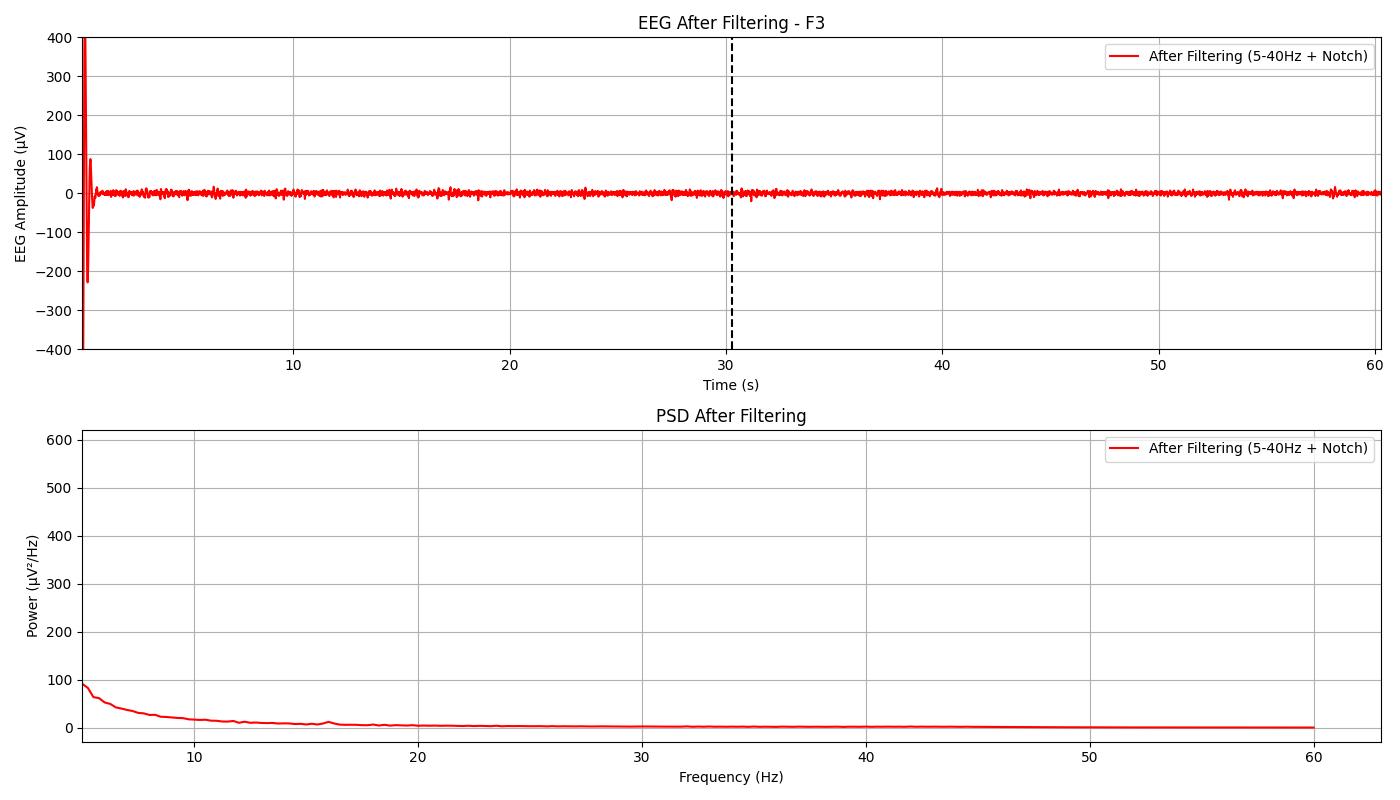 EEG After Filtering - F3
EEG Amplitude (μV)
400
300
200
100
0
−100
−200
−300
−400
After Filtering (5-40Hz + Notch)
10 20 30 40 50 60
Time (s)
PSD After Filtering
Power (μV²/Hz)
600
500
400
300
200
100
0
After Filtering (5-40Hz + Notch)
10 20 30 40 50 60
Frequency (Hz)